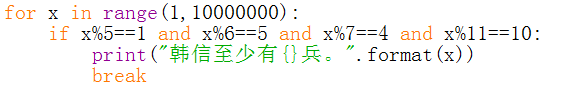 for x in range(1,10000000):
    if x%5==1 and x%6==5 and x%7==4 and x%11==10:
        print("韩信至少有{}兵。".format(x))
        break